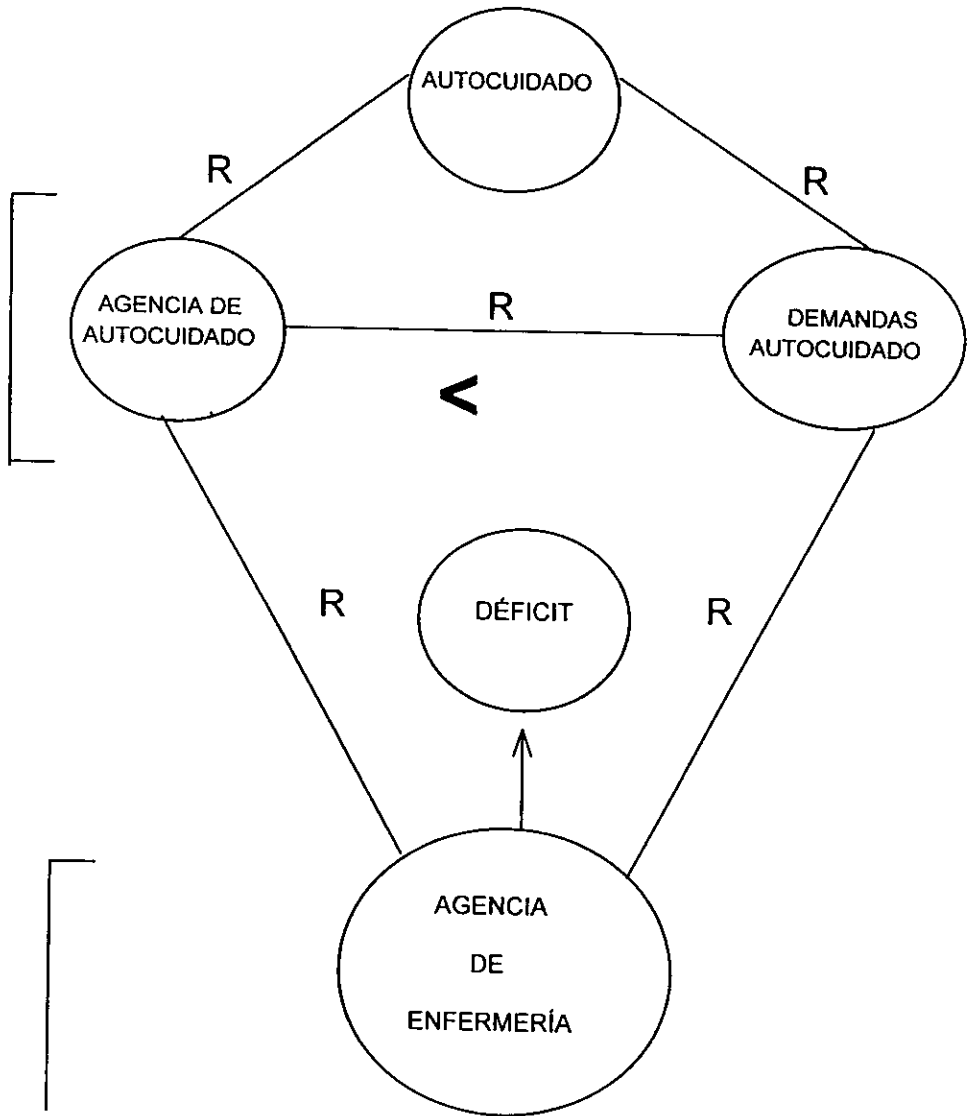 AUTOCUIDADO
R
R
AGENCIA DE
AUTOCUIDADO
R
DEMANDAS
AUTOCUIDADO
<
R
DÉFICIT
R
AGENCIA
DE
ENFERMERÍA